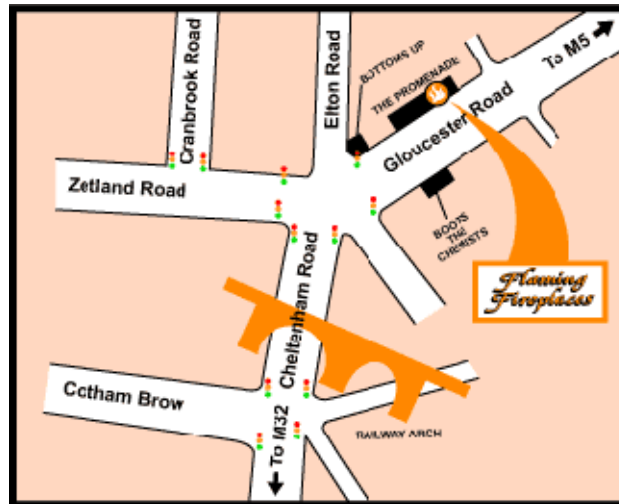 Cranbrook Road
Elton Road
BOTTOMS UP
THE PROMENADE
To M5
Gloucester Road
Zetland Road
BOOTS
THE
CHEMISTS
Flaming
Fireplaces
Cheltenham Road
Cotham Brow
To M32
RAILWAY ARCH